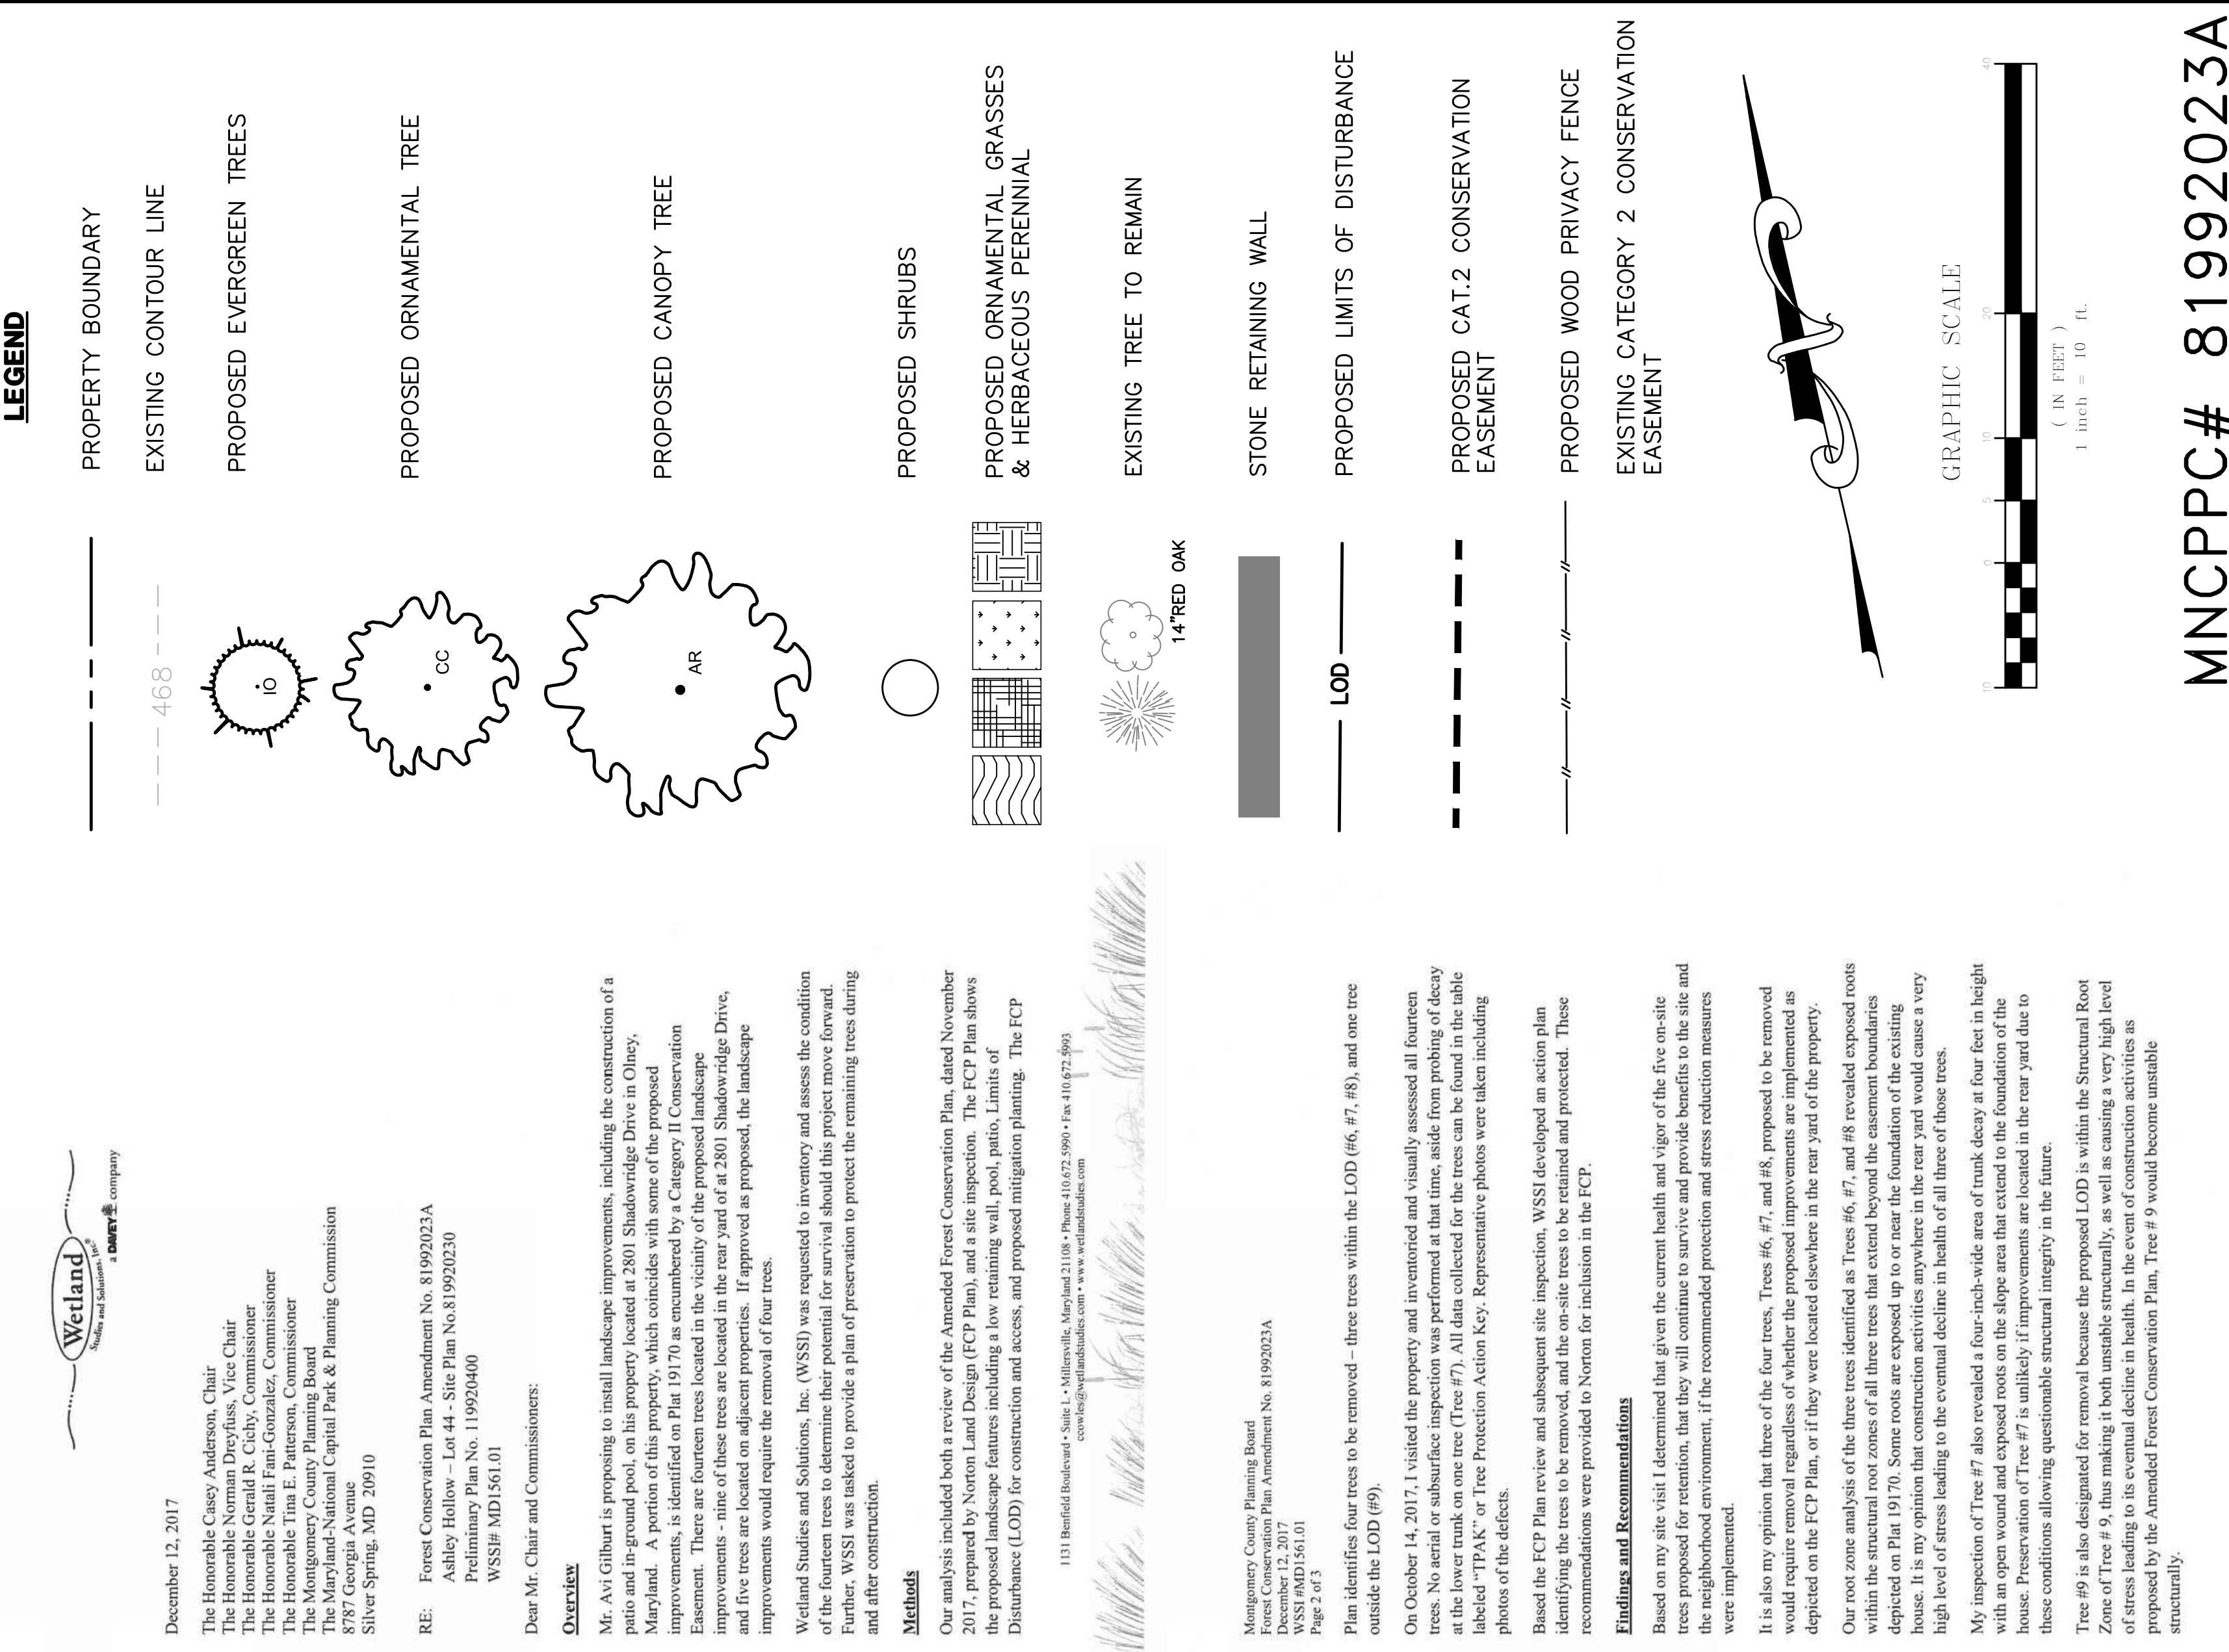 Wetland
Studies and Solutions, Inc.®
a DAVEY company
December 12, 2017
The Honorable Casey Anderson, Chair
The Honorable Norman Dreyfuss, Vice Chair
The Honorable Gerald R. Cichy, Commissioner
The Honorable Natali Fani-Gonzalez, Commissioner
The Honorable Tina E. Patterson, Commissioner
The Montgomery County Planning Board
The Maryland-National Capital Park & Planning Commission
8787 Georgia Avenue
Silver Spring, MD 20910
RE: Forest Conservation Plan Amendment No. 81992023A
Ashley Hollow – Lot 44 - Site Plan No.819920230
Preliminary Plan No. 119920400
WSSI# MD1561.01
Dear Mr. Chair and Commissioners:
Overview
Mr. Avi Gilburt is proposing to install landscape improvements, including the construction of a
patio and in-ground pool, on his property located at 2801 Shadowridge Drive in Olney,
Maryland. A portion of this property, which coincides with some of the proposed
improvements, is identified on Plat 19170 as encumbered by a Category II Conservation
Easement. There are fourteen trees located in the vicinity of the proposed landscape
improvements - nine of these trees are located in the rear yard of at 2801 Shadowridge Drive,
and five trees are located on adjacent properties. If approved as proposed, the landscape
improvements would require the removal of four trees.
Wetland Studies and Solutions, Inc. (WSSI) was requested to inventory and assess the condition
of the fourteen trees to determine their potential for survival should this project move forward.
Further, WSSI was tasked to provide a plan of preservation to protect the remaining trees during
and after construction.
Methods
Our analysis included both a review of the Amended Forest Conservation Plan, dated November
2017, prepared by Norton Land Design (FCP Plan), and a site inspection. The FCP Plan shows
the proposed landscape features including a low retaining wall, pool, patio, Limits of
Disturbance (LOD) for construction and access, and proposed mitigation planting. The FCP
1131 Benfield Boulevard • Suite L • Millersville, Maryland 21108 • Phone 410.672.5990 • Fax 410.672.5993
ccowles@wetlandstudies.com • www.wetlandstudies.com
Montgomery County Planning Board
Forest Conservation Plan Amendment No. 81992023A
December 12, 2017
WSSI #MD1561.01
Page 2 of 3
Plan identifies four trees to be removed – three trees within the LOD (#6, #7, #8), and one tree
outside the LOD (#9).
On October 14, 2017, I visited the property and inventoried and visually assessed all fourteen
trees. No aerial or subsurface inspection was performed at that time, aside from probing of decay
at the lower trunk on one tree (Tree #7). All data collected for the trees can be found in the table
labeled “TPAK” or Tree Protection Action Key. Representative photos were taken including
photos of the defects.
Based the FCP Plan review and subsequent site inspection, WSSI developed an action plan
identifying the trees to be removed, and the on-site trees to be retained and protected. These
recommendations were provided to Norton for inclusion in the FCP.
Findings and Recommendations
Based on my site visit I determined that given the current health and vigor of the five on-site
trees proposed for retention, that they will continue to survive and provide benefits to the site and
the neighborhood environment, if the recommended protection and stress reduction measures
were implemented.
It is also my opinion that three of the four trees, Trees #6, #7, and #8, proposed to be removed
would require removal regardless of whether the proposed improvements are implemented as
depicted on the FCP Plan, or if they were located elsewhere in the rear yard of the property.
Our root zone analysis of the three trees identified as Trees #6, #7, and #8 revealed exposed roots
within the structural root zones of all three trees that extend beyond the easement boundaries
depicted on Plat 19170. Some roots are exposed up to or near the foundation of the existing
house. It is my opinion that construction activities anywhere in the rear yard would cause a very
high level of stress leading to the eventual decline in health of all three of those trees.
My inspection of Tree #7 also revealed a four-inch-wide area of trunk decay at four feet in height
with an open wound and exposed roots on the slope area that extend to the foundation of the
house. Preservation of Tree #7 is unlikely if improvements are located in the rear yard due to
these conditions allowing questionable structural integrity in the future.
Tree #9 is also designated for removal because the proposed LOD is within the Structural Root
Zone of Tree # 9, thus making it both unstable structurally, as well as causing a very high level
of stress leading to its eventual decline in health. In the event of construction activities as
proposed by the Amended Forest Conservation Plan, Tree # 9 would become unstable
structurally.
LEGEND
PROPERTY BOUNDARY
468
EXISTING CONTOUR LINE
IO
PROPOSED EVERGREEN TREES
CC
PROPOSED ORNAMENTAL TREE
AR
PROPOSED CANOPY TREE
PROPOSED SHRUBS
PROPOSED ORNAMENTAL GRASSES
& HERBACEOUS PERENNIAL
14"RED OAK
EXISTING TREE TO REMAIN
STONE RETAINING WALL
LOD
PROPOSED LIMITS OF DISTURBANCE
PROPOSED CAT.2 CONSERVATION
EASEMENT
PROPOSED WOOD PRIVACY FENCE
EXISTING CATEGORY 2 CONSERVATION
EASEMENT
GRAPHIC SCALE
10 0 5 10 20 40
( IN FEET )
1 inch = 10 ft.
MNCPPC# 81992023A